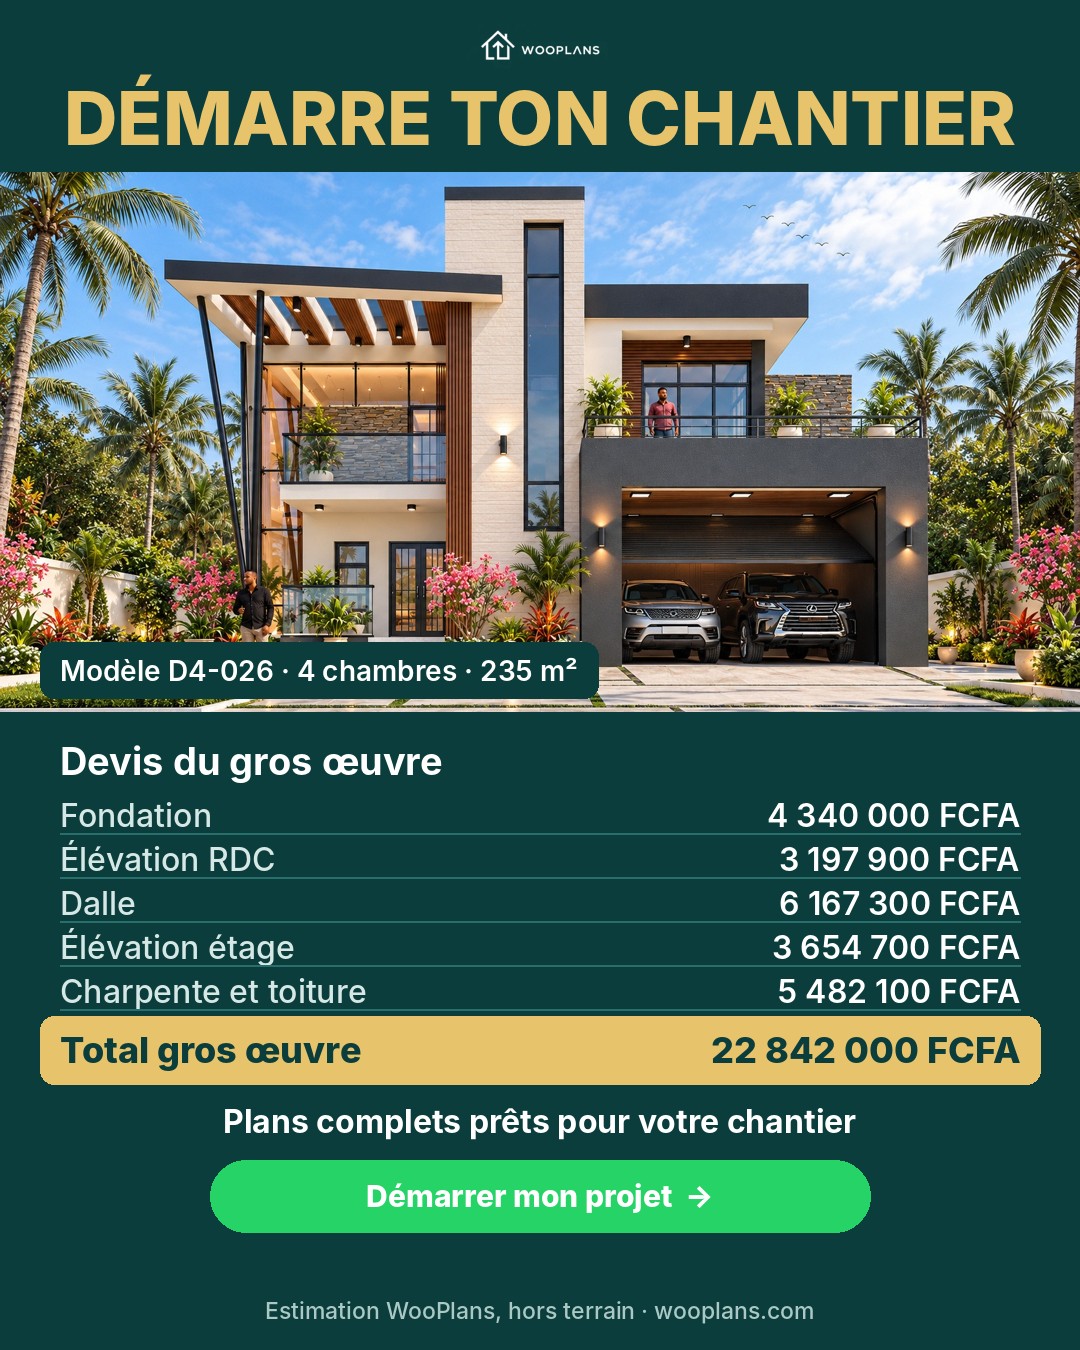 WOOPLANS
DÉMARRE TON CHANTIER
Modèle D4-026 · 4 chambres · 235 m²
Devis du gros œuvre
Fondation 4 340 000 FCFA
Élévation RDC 3 197 900 FCFA
Dalle 6 167 300 FCFA
Élévation étage 3 654 700 FCFA
Charpente et toiture 5 482 100 FCFA
Total gros œuvre 22 842 000 FCFA
Plans complets prêts pour votre chantier
Démarrer mon projet →
Estimation WooPlans, hors terrain · wooplans.com